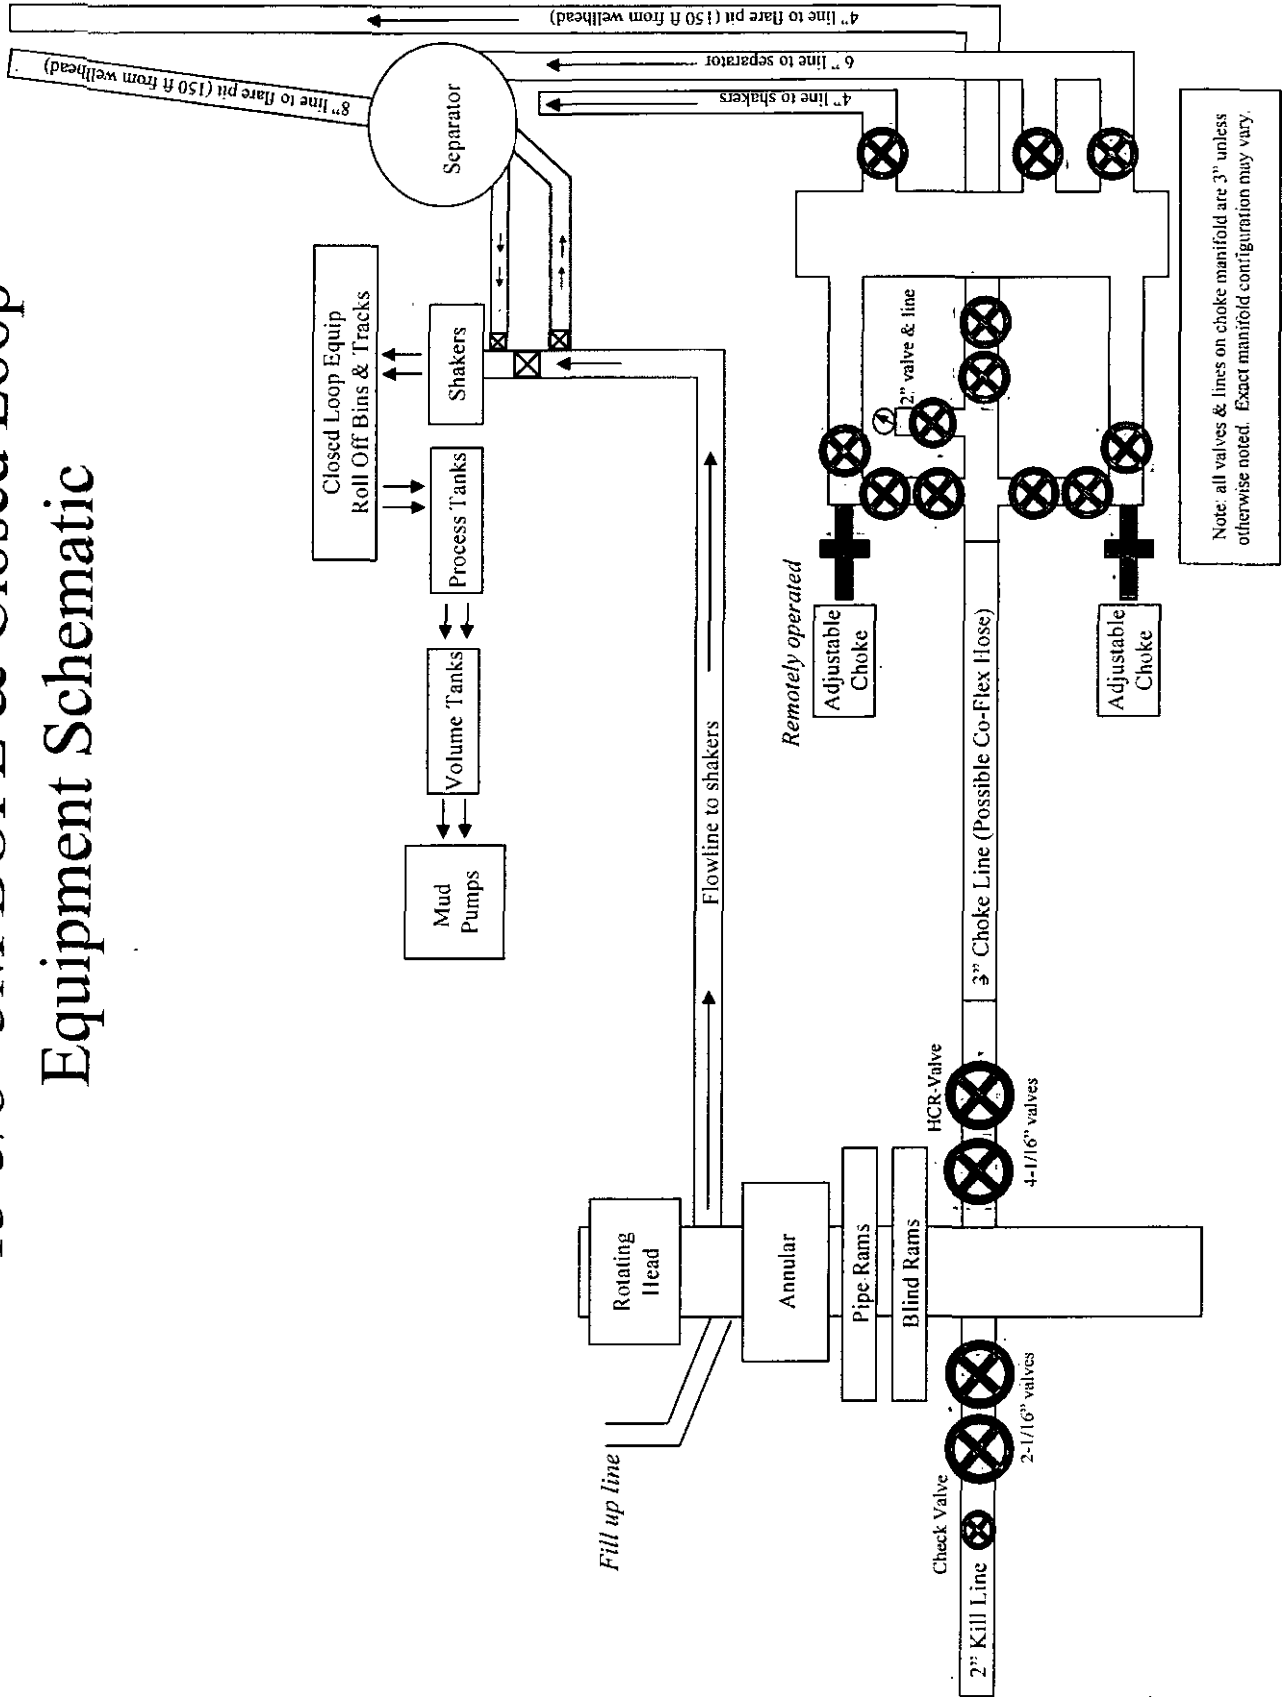 Equipment Schematic
4" line to flare pit (150 ft from wellhead)
8" line to flare pit (150 ft from wellhead)
6" line to separator
4" line to shakers
Separator
Closed Loop Equip
Roll Off Bins & Tracks
Shakers
Process Tanks
Volume Tanks
Mud
Pumps
Flowline to shakers
2" valve & line
Remotely operated
Adjustable
Choke
Adjustable
Choke
Note: all valves & lines on choke manifold are 3" unless
otherwise noted. Exact manifold configuration may vary.
3" Choke Line (Possible Co-Flex Hose)
HCR-Valve
4-1/16" valves
Rotating
Head
Annular
Pipe Rams
Blind Rams
Fill up line
2-1/16" valves
Check Valve
2" Kill Line